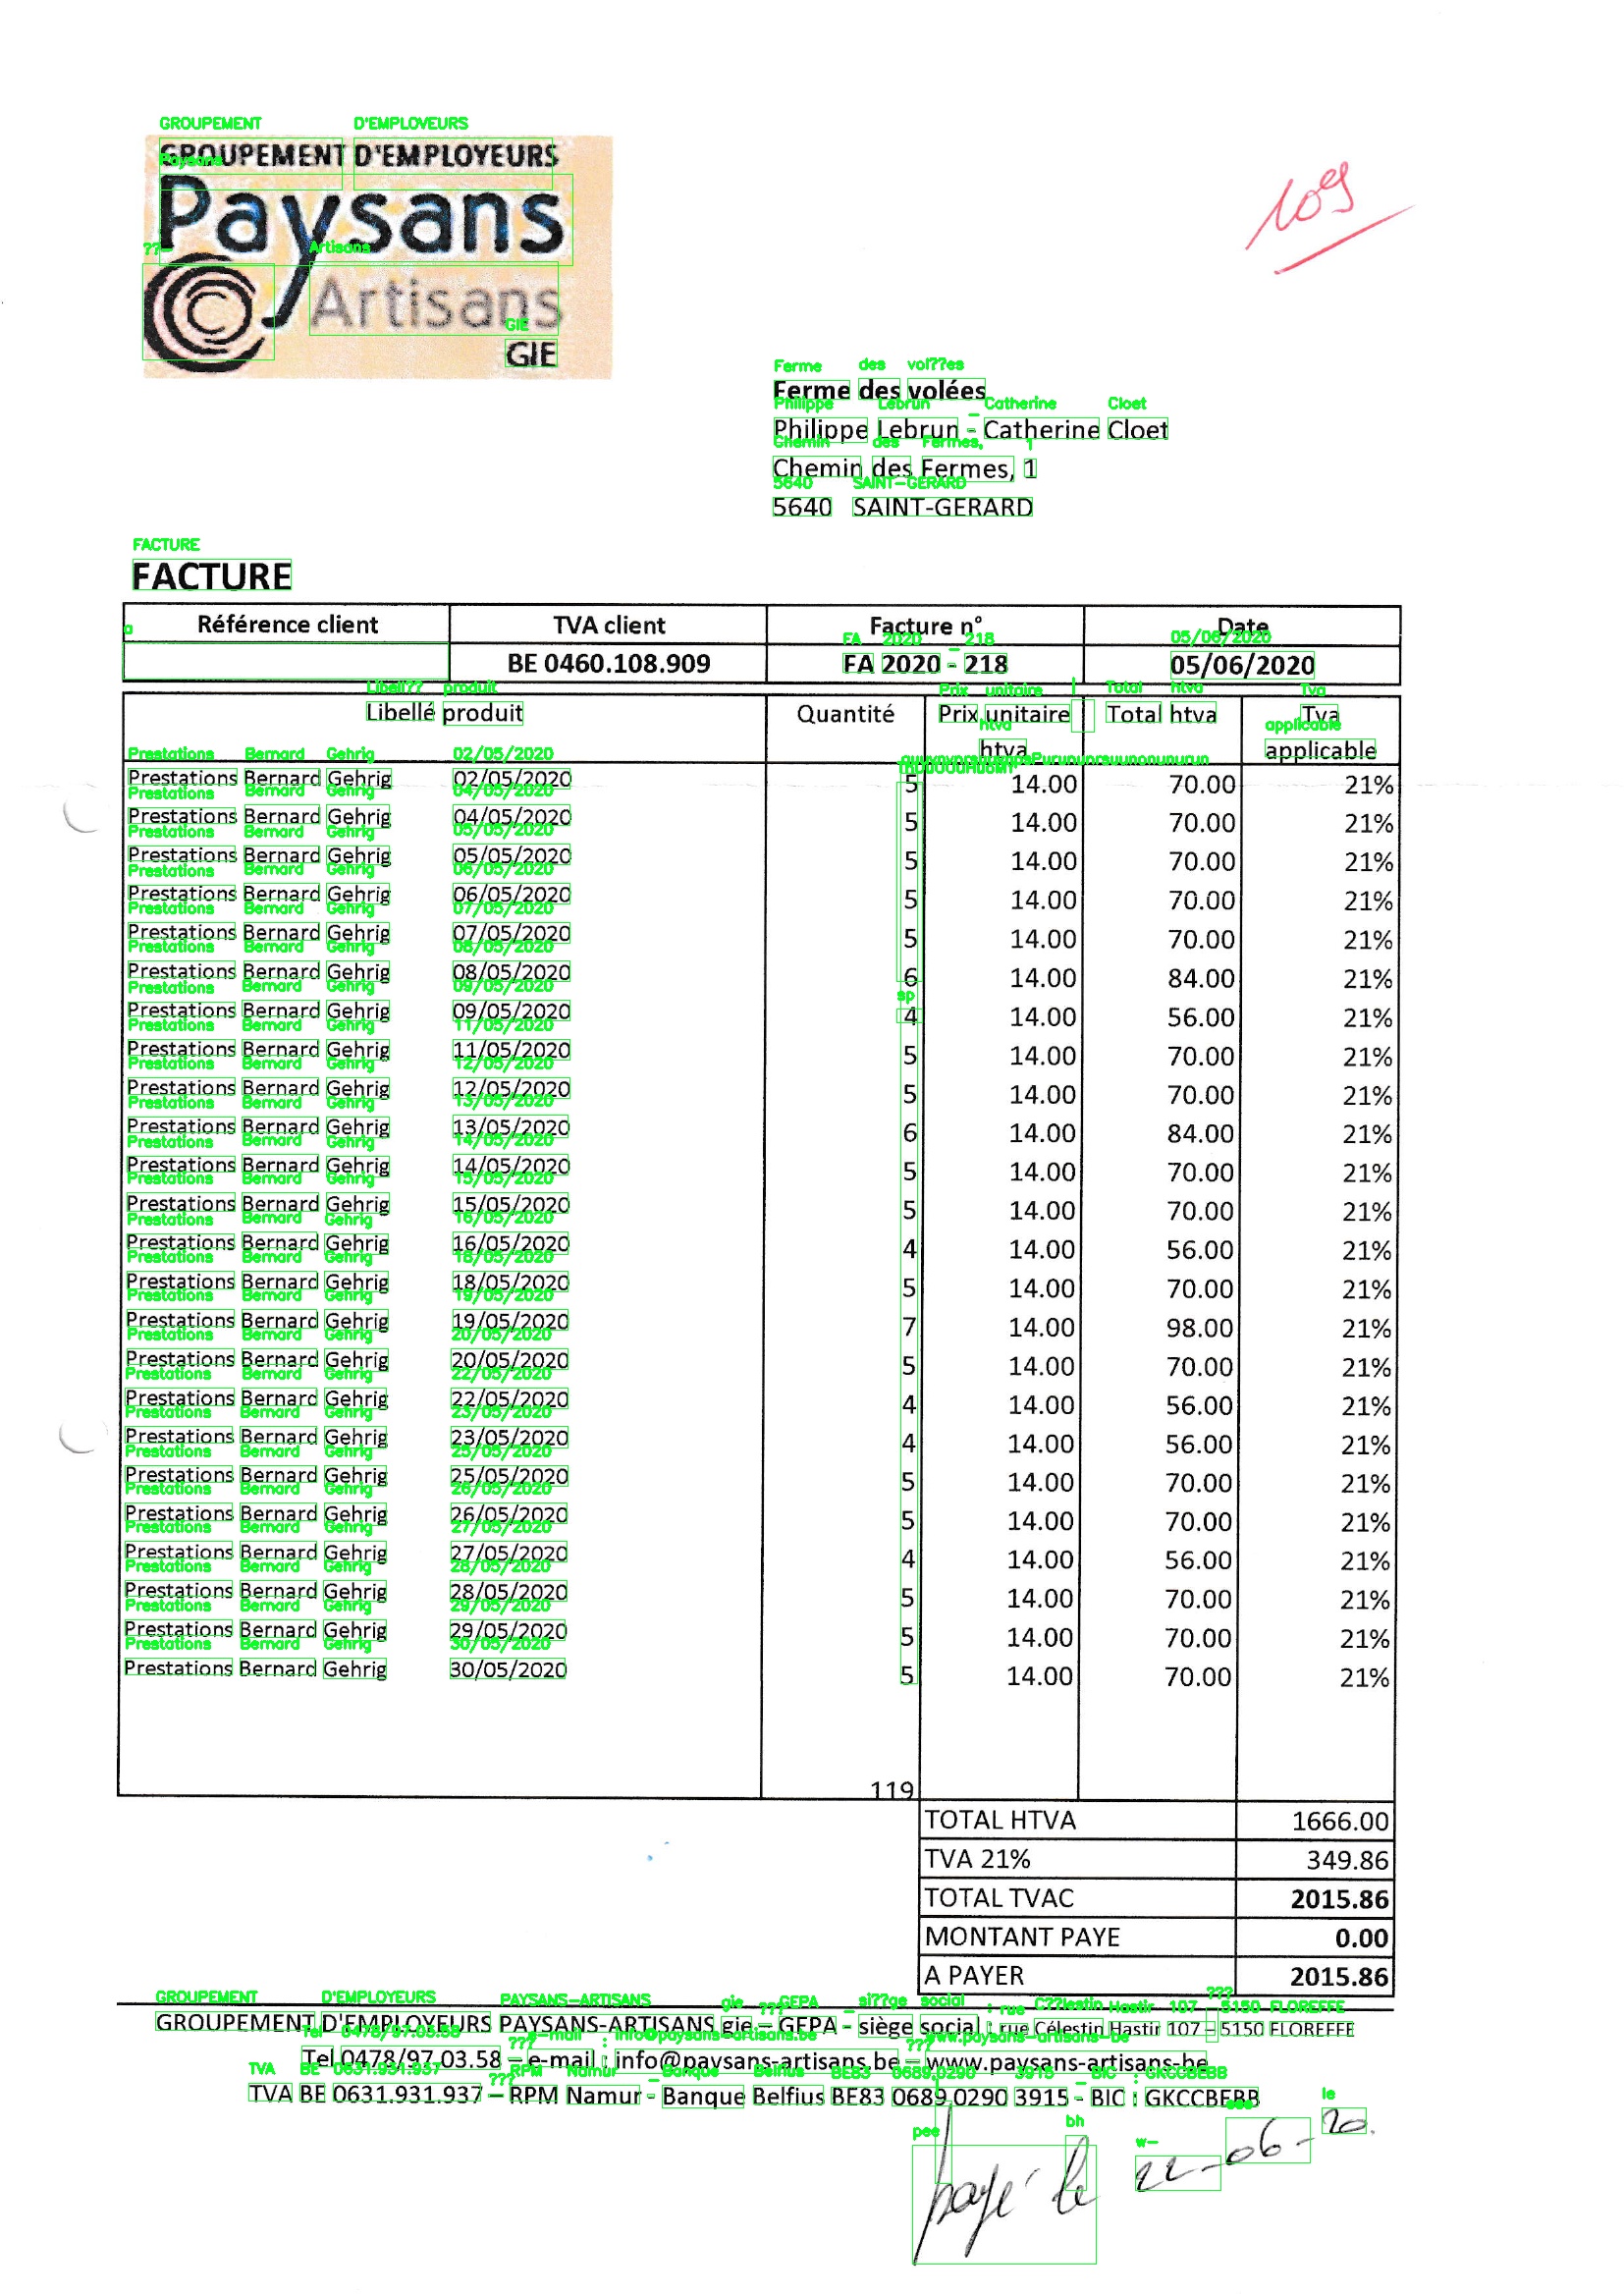 GROUPEMENT D'EMPLOYEURS
Paysans
Artisans
GIE
109
Ferme des volées
Philippe Lebrun - Catherine Cloet
Chemin des Fermes, 1
5640 SAINT-GERARD
FACTURE
Référence client TVA client Facture n° Date
BE 0460.108.909 FA 2020 - 218 05/06/2020
Libellé produit Quantité Prix unitaire htva Total htva Tva applicable
Prestations Bernard Gehrig 02/05/2020 5 14.00 70.00 21%
Prestations Bernard Gehrig 04/05/2020 5 14.00 70.00 21%
Prestations Bernard Gehrig 05/05/2020 5 14.00 70.00 21%
Prestations Bernard Gehrig 06/05/2020 5 14.00 70.00 21%
Prestations Bernard Gehrig 07/05/2020 5 14.00 70.00 21%
Prestations Bernard Gehrig 08/05/2020 6 14.00 84.00 21%
Prestations Bernard Gehrig 09/05/2020 4 14.00 56.00 21%
Prestations Bernard Gehrig 11/05/2020 5 14.00 70.00 21%
Prestations Bernard Gehrig 12/05/2020 5 14.00 70.00 21%
Prestations Bernard Gehrig 13/05/2020 6 14.00 84.00 21%
Prestations Bernard Gehrig 14/05/2020 5 14.00 70.00 21%
Prestations Bernard Gehrig 15/05/2020 5 14.00 70.00 21%
Prestations Bernard Gehrig 16/05/2020 4 14.00 56.00 21%
Prestations Bernard Gehrig 18/05/2020 5 14.00 70.00 21%
Prestations Bernard Gehrig 19/05/2020 7 14.00 98.00 21%
Prestations Bernard Gehrig 20/05/2020 5 14.00 70.00 21%
Prestations Bernard Gehrig 22/05/2020 4 14.00 56.00 21%
Prestations Bernard Gehrig 23/05/2020 4 14.00 56.00 21%
Prestations Bernard Gehrig 25/05/2020 5 14.00 70.00 21%
Prestations Bernard Gehrig 26/05/2020 5 14.00 70.00 21%
Prestations Bernard Gehrig 27/05/2020 4 14.00 56.00 21%
Prestations Bernard Gehrig 28/05/2020 5 14.00 70.00 21%
Prestations Bernard Gehrig 29/05/2020 5 14.00 70.00 21%
Prestations Bernard Gehrig 30/05/2020 5 14.00 70.00 21%
119
TOTAL HTVA 1666.00
TVA 21% 349.86
TOTAL TVAC 2015.86
MONTANT PAYE 0.00
A PAYER 2015.86
GROUPEMENT D'EMPLOYEURS PAYSANS-ARTISANS gie – GEPA - siège social : rue Célestin Hastir 107 – 5150 FLOREFFE
Tel 0478/97.03.58 – e-mail : info@paysans-artisans.be – www.paysans-artisans-be
TVA BE 0631.931.937 – RPM Namur - Banque Belfius BE83 0689.0290 3915 - BIC : GKCCBEBB
payé le 22-06-20.